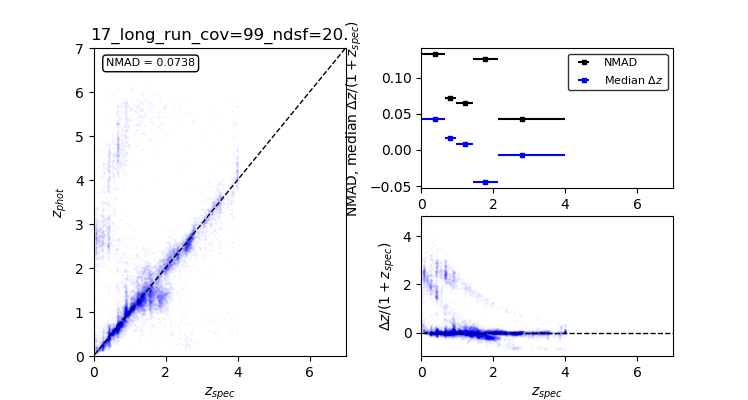 17_long_run_cov=99_ndsf=20.
NMAD = 0.0738
7
6
5
4
3
2
1
0
z_phot
0 2 4 6
z_spec
NMAD, median Δz/(1 + z_spec)
0.10
0.05
0.00
−0.05
NMAD
Median Δz
0 2 4 6
Δz/(1 + z_spec)
4
2
0
0 2 4 6
z_spec